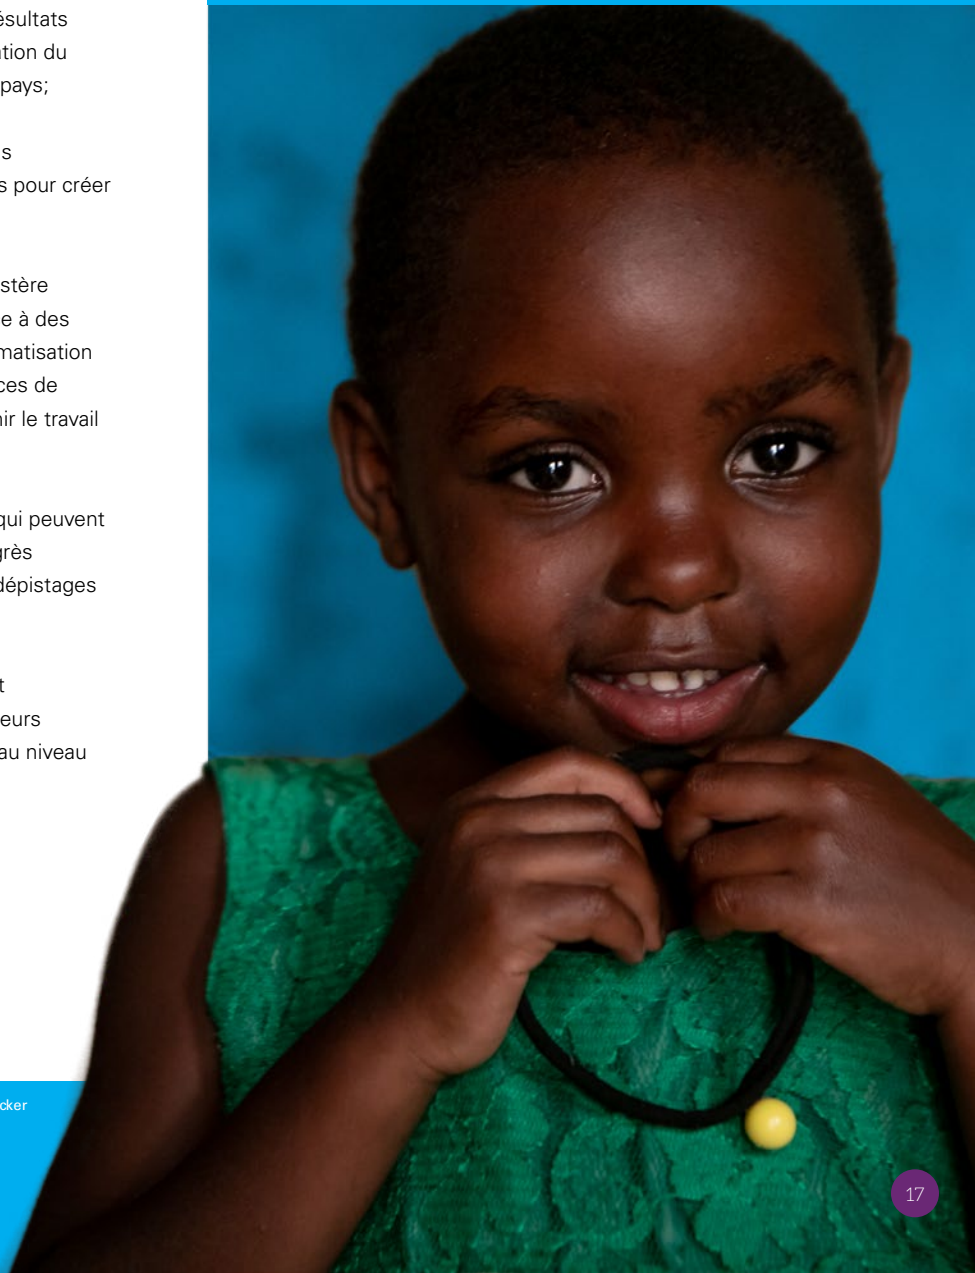 ésultats
tion du
pays;
s
s pour créer
stère
e à des
matisation
ces de
ir le travail
qui peuvent
grès
dépistages
t
eurs
au niveau
cker
17